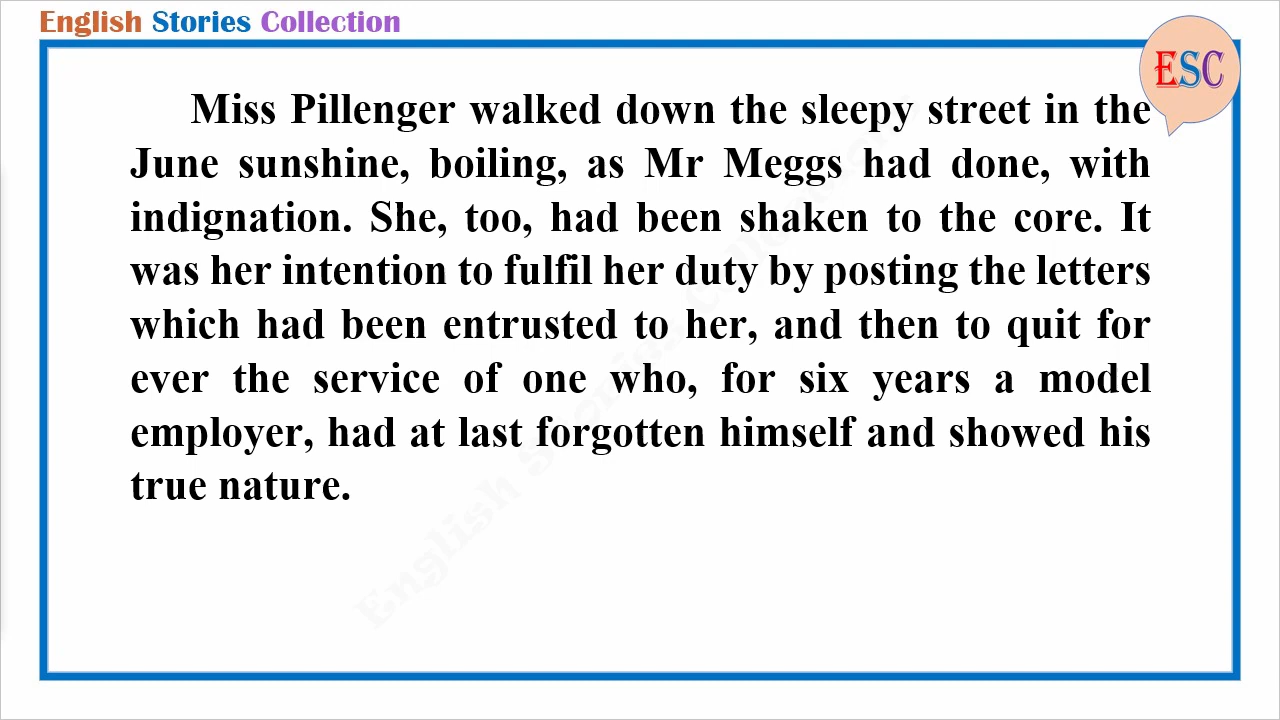 English Stories Collection
ESC
Miss Pillenger walked down the sleepy street in the
June sunshine, boiling, as Mr Meggs had done, with
indignation. She, too, had been shaken to the core. It
was her intention to fulfil her duty by posting the letters
which had been entrusted to her, and then to quit for
ever the service of one who, for six years a model
employer, had at last forgotten himself and showed his
true nature.
English Stories Collection